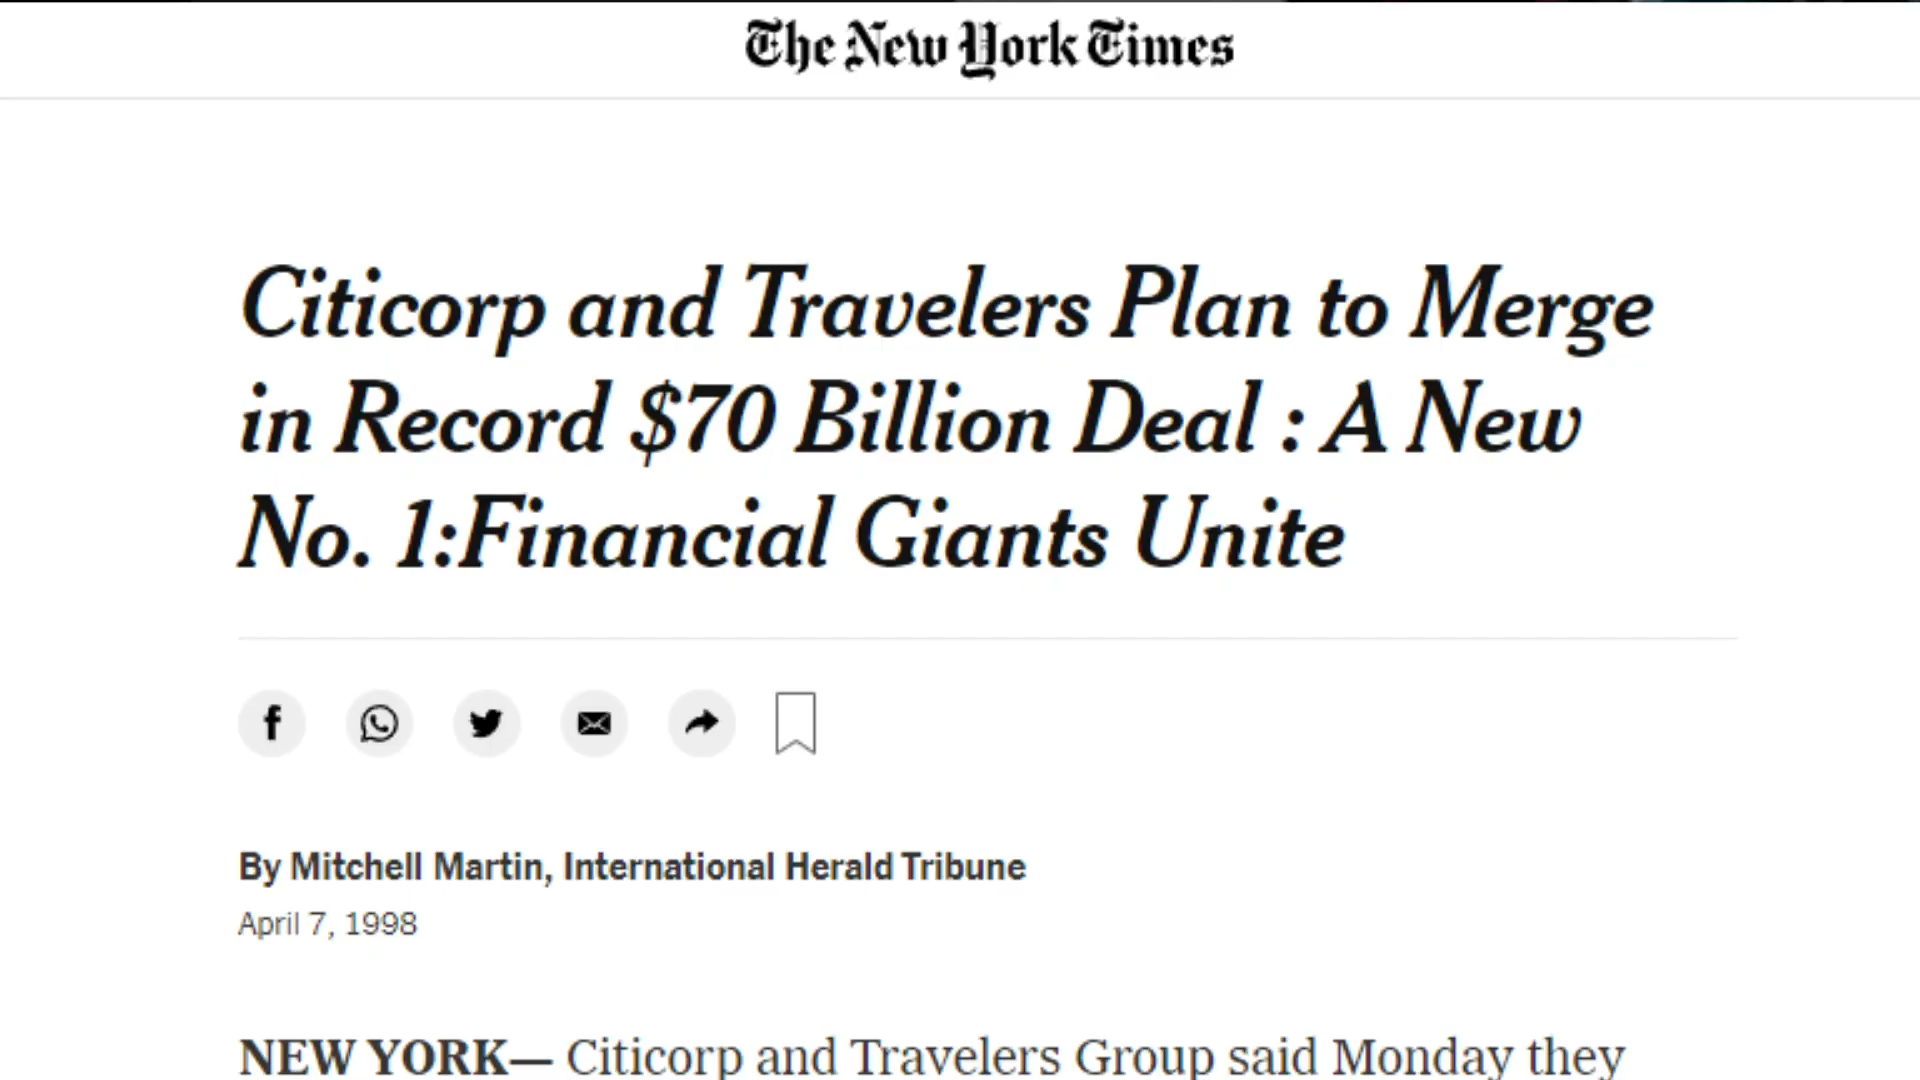 The New York Times
Citicorp and Travelers Plan to Merge
in Record $70 Billion Deal : A New
No. 1:Financial Giants Unite
By Mitchell Martin, International Herald Tribune
April 7, 1998
NEW YORK— Citicorp and Travelers Group said Monday they